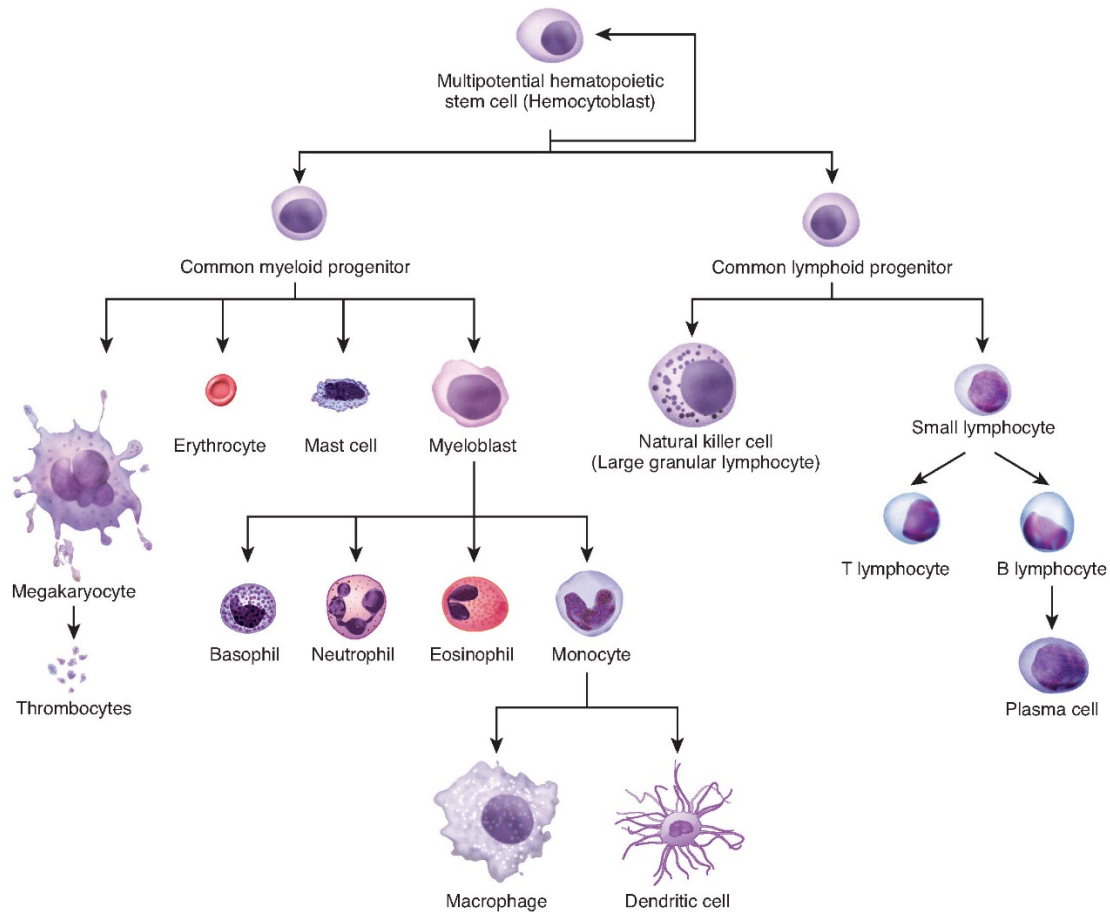 Multipotential hematopoietic
stem cell (Hemocytoblast)
Common myeloid progenitor
Common lymphoid progenitor
Erythrocyte
Mast cell
Myeloblast
Natural killer cell
(Large granular lymphocyte)
Small lymphocyte
T lymphocyte
B lymphocyte
Megakaryocyte
Basophil
Neutrophil
Eosinophil
Monocyte
Thrombocytes
Plasma cell
Macrophage
Dendritic cell